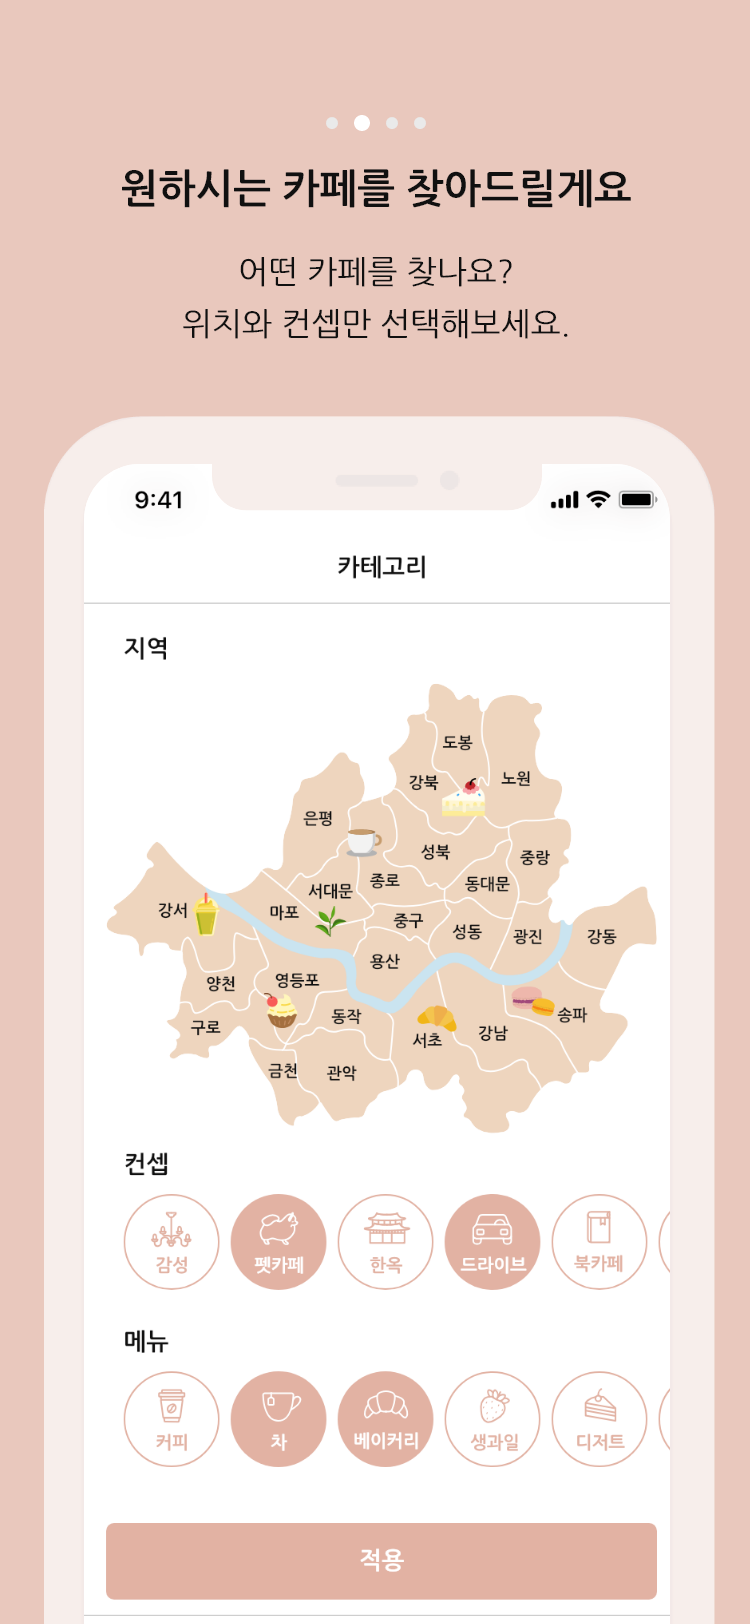 원하시는 카페를 찾아드릴게요
어떤 카페를 찾나요?
위치와 컨셉만 선택해보세요.
9:41
카테고리
지역
도봉
강북
노원
은평
성북
중랑
종로
서대문
동대문
강서
마포
중구
성동
광진
강동
용산
양천
영등포
동작
송파
구로
서초
강남
금천
관악
컨셉
감성
펫카페
한옥
드라이브
북카페
메뉴
커피
차
베이커리
생과일
디저트
적용